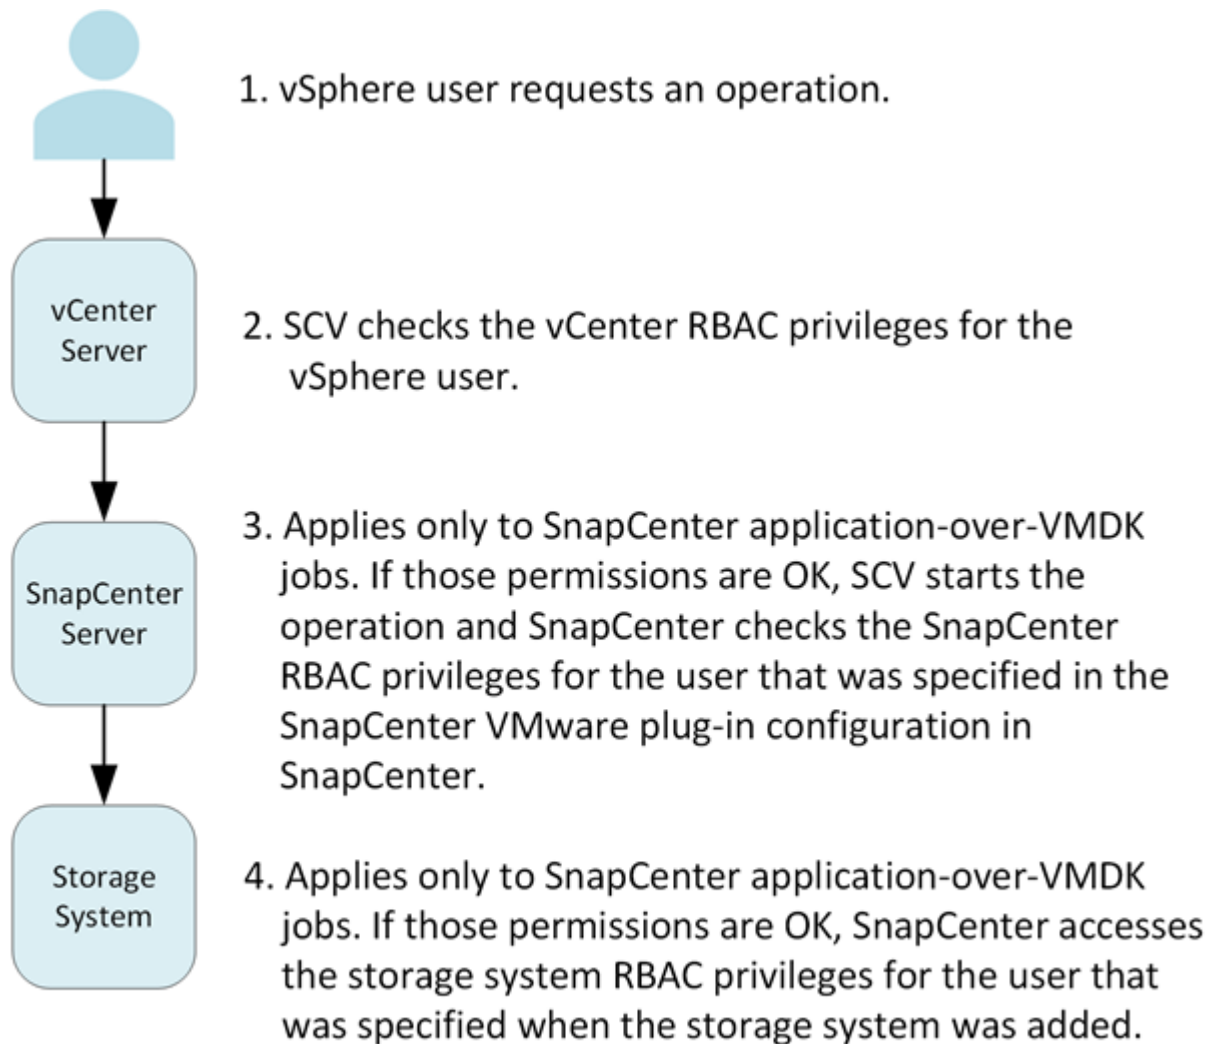 1. vSphere user requests an operation.
vCenter
Server
2. SCV checks the vCenter RBAC privileges for the
vSphere user.
SnapCenter
Server
3. Applies only to SnapCenter application-over-VMDK
jobs. If those permissions are OK, SCV starts the
operation and SnapCenter checks the SnapCenter
RBAC privileges for the user that was specified in the
SnapCenter VMware plug-in configuration in
SnapCenter.
Storage
System
4. Applies only to SnapCenter application-over-VMDK
jobs. If those permissions are OK, SnapCenter accesses
the storage system RBAC privileges for the user that
was specified when the storage system was added.